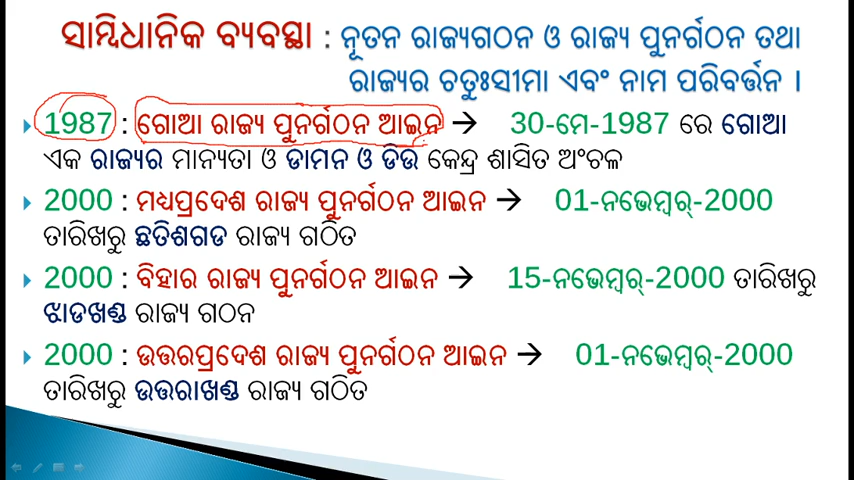 ସାମ୍ବିଧାନିକ ବ୍ୟବସ୍ଥା : ନୂତନ ରାଜ୍ୟଗଠନ ଓ ରାଜ୍ୟ ପୁନର୍ଗଠନ ତଥା
ରାଜ୍ୟର ଚତୁଃସୀମା ଏବଂ ନାମ ପରିବର୍ତ୍ତନ ।
1987 : ଗୋଆ ରାଜ୍ୟ ପୁନର୍ଗଠନ ଆଇନ → 30-ମେ-1987 ରେ ଗୋଆ
ଏକ ରାଜ୍ୟର ମାନ୍ୟତା ଓ ଡାମନ ଓ ଡିଉ କେନ୍ଦ୍ର ଶାସିତ ଅଂଚଳ
2000 : ମଧ୍ୟପ୍ରଦେଶ ରାଜ୍ୟ ପୁନର୍ଗଠନ ଆଇନ → 01-ନଭେମ୍ବର୍-2000
ତାରିଖରୁ ଛତିଶଗଡ ରାଜ୍ୟ ଗଠିତ
2000 : ବିହାର ରାଜ୍ୟ ପୁନର୍ଗଠନ ଆଇନ → 15-ନଭେମ୍ବର୍-2000 ତାରିଖରୁ
ଝାଡଖଣ୍ଡ ରାଜ୍ୟ ଗଠନ
2000 : ଉତ୍ତରପ୍ରଦେଶ ରାଜ୍ୟ ପୁନର୍ଗଠନ ଆଇନ → 01-ନଭେମ୍ବର୍-2000
ତାରିଖରୁ ଉତ୍ତରାଖଣ୍ଡ ରାଜ୍ୟ ଗଠିତ